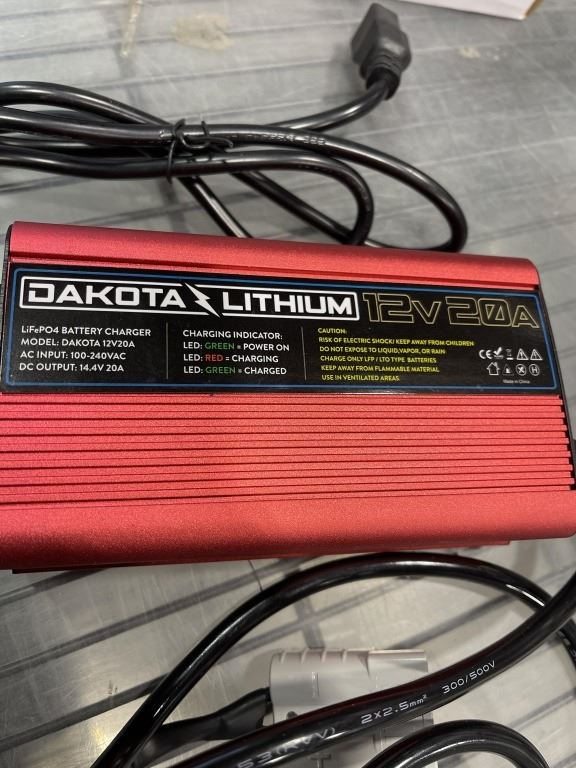 DAKOTA LITHIUM 12V 20A
LiFePO4 BATTERY CHARGER
MODEL: DAKOTA 12V20A
AC INPUT: 100-240VAC
DC OUTPUT: 14.4V 20A
CHARGING INDICATOR:
LED: GREEN = POWER ON
LED: RED = CHARGING
LED: GREEN = CHARGED
CAUTION:
RISK OF ELECTRIC SHOCK/ KEEP AWAY FROM CHILDREN
DO NOT EXPOSE TO LIQUID,VAPOR, OR RAIN
CHARGE ONLY LFP / LTO TYPE BATTERIES
KEEP AWAY FROM FLAMMABLE MATERIAL
USE IN VENTILATED AREAS.
CE
Made in China
53(RVV) 2X2.5mm² 300/500V